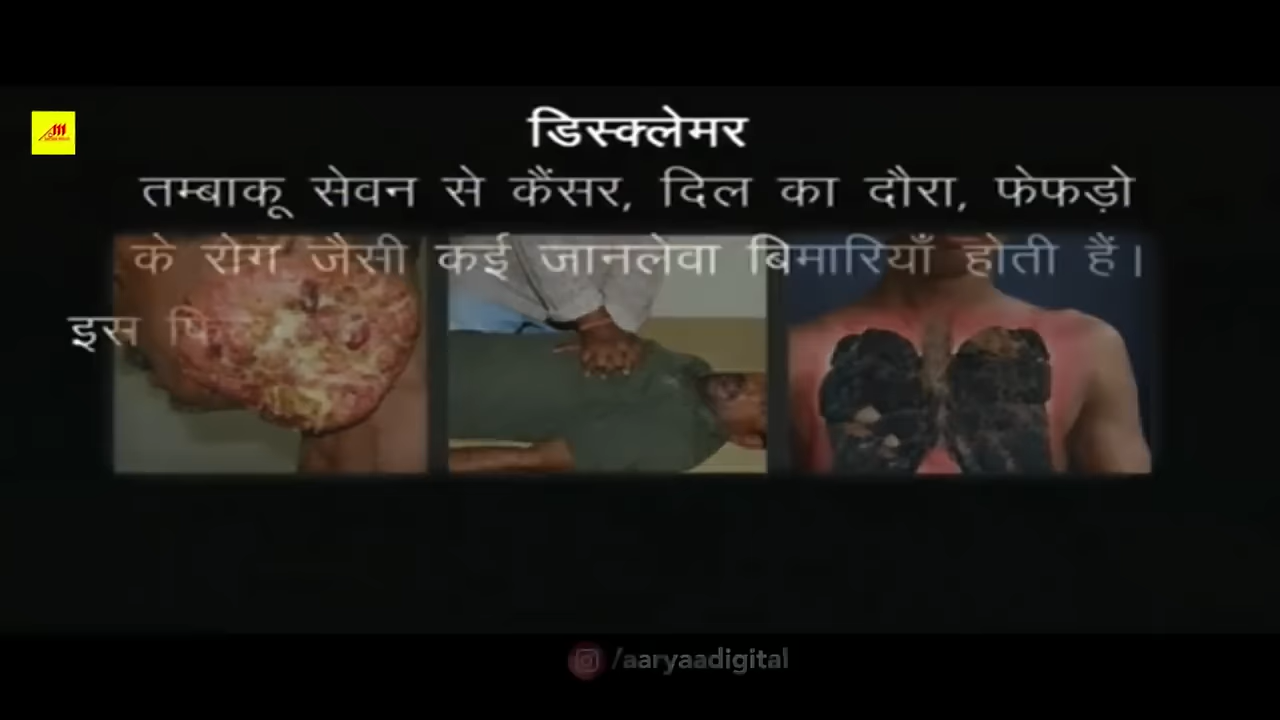 डिस्क्लेमर
तम्बाकू सेवन से कैंसर, दिल का दौरा, फेफड़ो
के रोग जैसी कई जानलेवा बिमारियाँ होती हैं।
इस
/aaryaadigital